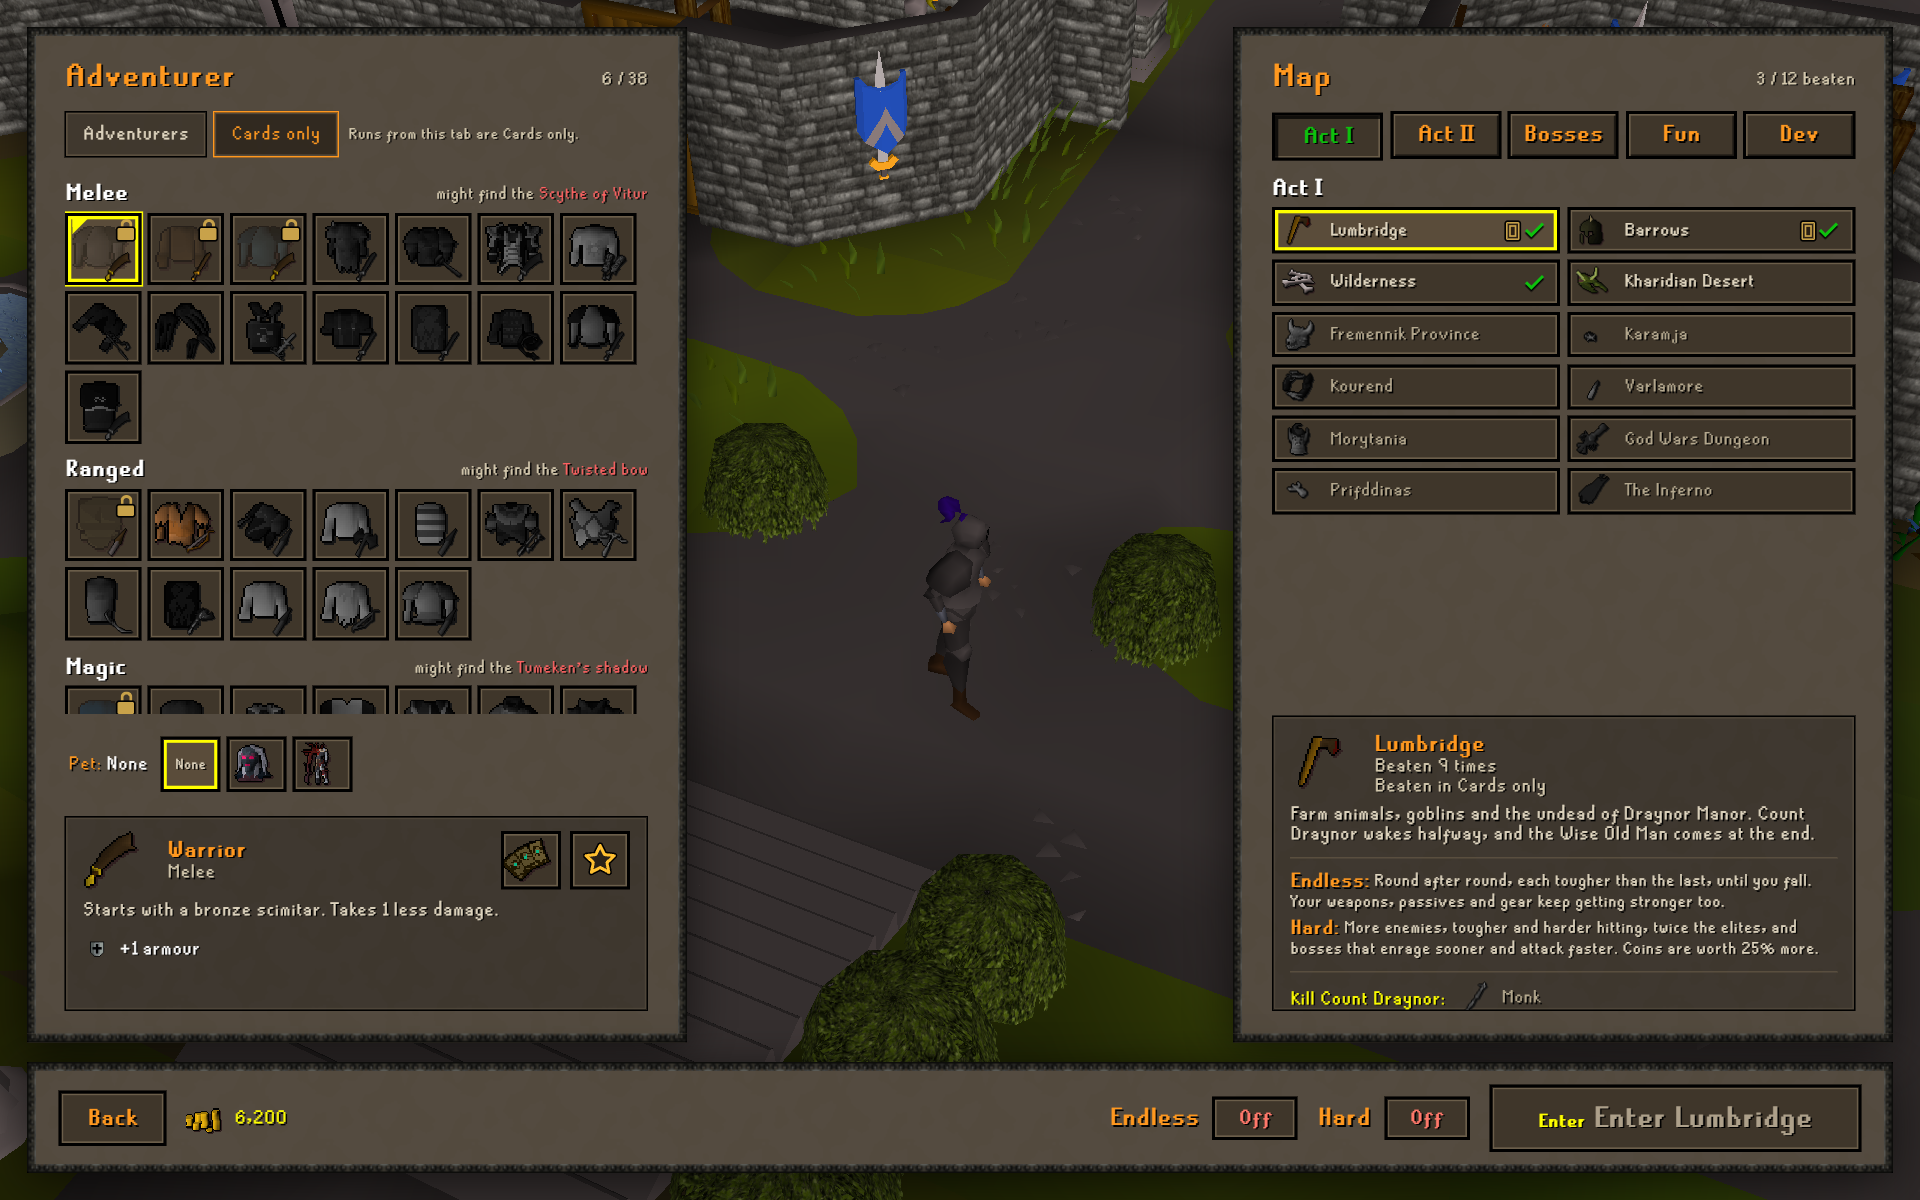 Adventurer
6 / 38
Adventurers
Cards only
Runs from this tab are Cards only.
Melee
might find the Scythe of Vitur
Ranged
might find the Twisted bow
Magic
might find the Tumeken's shadow
Pet: None
None
Warrior
Melee
Starts with a bronze scimitar. Takes 1 less damage.
+1 armour
Map
3 / 12 beaten
Act I
Act II
Bosses
Fun
Dev
Act I
Lumbridge
Barrows
Wilderness
Kharidian Desert
Fremennik Province
Karamja
Kourend
Varlamore
Morytania
God Wars Dungeon
Prifddinas
The Inferno
Lumbridge
Beaten 9 times
Beaten in Cards only
Farm animals, goblins and the undead of Draynor Manor. Count
Draynor wakes halfway, and the Wise Old Man comes at the end.
Endless: Round after round, each tougher than the last, until you fall.
Your weapons, passives and gear keep getting stronger too.
Hard: More enemies, tougher and harder hitting, twice the elites, and
bosses that enrage sooner and attack faster. Coins are worth 25% more.
Kill Count Draynor: Monk
Back
6,200
Endless
Off
Hard
Off
Enter Enter Lumbridge